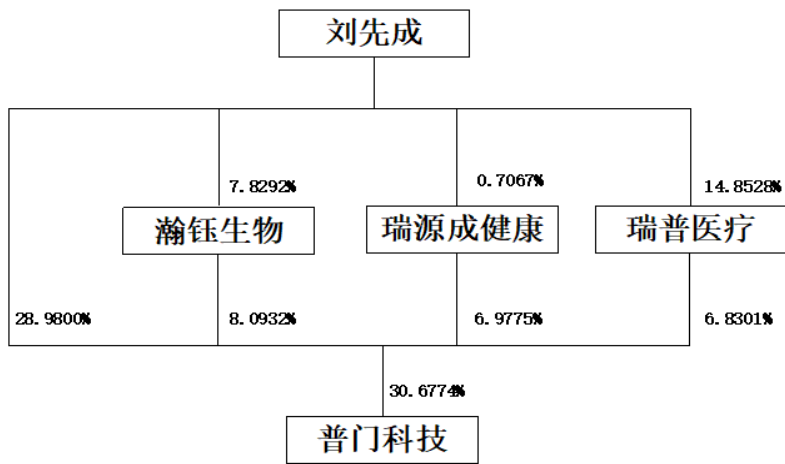 刘先成
7.8292%
0.7067%
14.8528%
瀚钰生物
瑞源成健康
瑞普医疗
28.9800%
8.0932%
6.9775%
6.8301%
30.6774%
普门科技